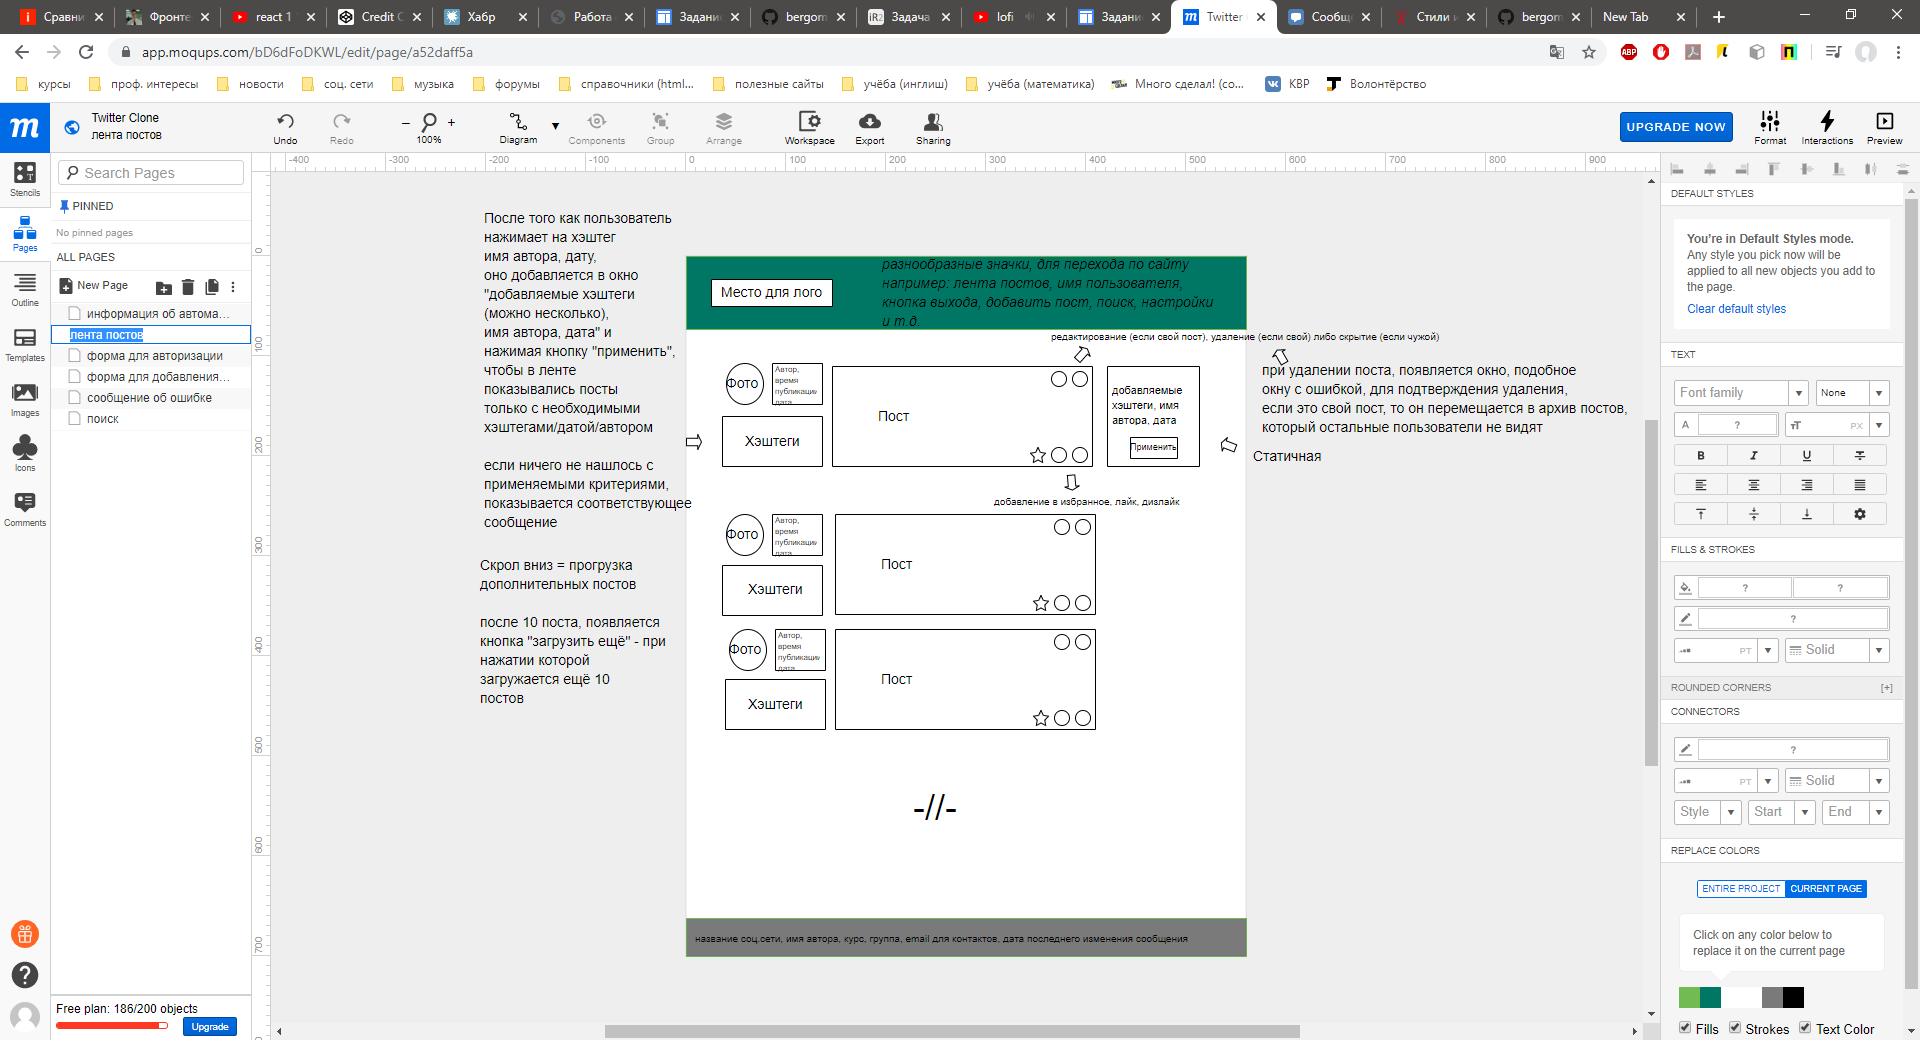 Сравни
Фронте
react 1
Credit C
Хабр
Работа
Задани
bergom
Задача
lofi
Задани
Twitter
Сообщ
Стили и
bergom
New Tab
app.moqups.com/bD6dFoDKWL/edit/page/a52daff5a
курсы
проф. интересы
новости
соц. сети
музыка
форумы
справочники (html...
полезные сайты
учёба (инглиш)
учёба (математика)
Много сделал! (со...
КВР
Волонтёрство
Twitter Clone
лента постов
Undo
Redo
100%
Diagram
Components
Group
Arrange
Workspace
Export
Sharing
UPGRADE NOW
Format
Interactions
Preview
Stencils
Pages
Outline
Templates
Images
Icons
Comments
Search Pages
PINNED
No pinned pages
ALL PAGES
New Page
информация об автома...
лента постов
форма для авторизации
форма для добавления...
сообщение об ошибке
поиск
Free plan: 186/200 objects
Upgrade
-400 -300 -200 -100 0 100 200 300 400 500 600 700 800 900
0
100
200
300
400
500
600
700
После того как пользователь
нажимает на хэштег
имя автора, дату,
оно добавляется в окно
"добавляемые хэштеги
(можно несколько),
имя автора, дата" и
нажимая кнопку "применить",
чтобы в ленте
показывались посты
только с необходимыми
хэштегами/датой/автором
если ничего не нашлось с
применяемыми критериями,
показывается соответствующее
сообщение
Скрол вниз = прогрузка
дополнительных постов
после 10 поста, появляется
кнопка "загрузить ещё" - при
нажатии которой
загружается ещё 10
постов
Место для лого
разнообразные значки, для перехода по сайту
например: лента постов, имя пользователя,
кнопка выхода, добавить пост, поиск, настройки
и т.д.
редактирование (если свой пост), удаление (если свой) либо скрытие (если чужой)
Фото
Автор,
время
публикации
дата
Хэштеги
Пост
добавляемые
хэштеги, имя
автора, дата
Применить
добавление в избранное, лайк, дизлайк
при удалении поста, появляется окно, подобное
окну с ошибкой, для подтверждения удаления,
если это свой пост, то он перемещается в архив постов,
который остальные пользователи не видят
Статичная
Фото
Автор,
время
публикации
дата
Хэштеги
Пост
Фото
Автор,
время
публикации
дата
Хэштеги
Пост
-//-
название соц.сети, имя автора, курс, группа, email для контактов, дата последнего изменения сообщения
DEFAULT STYLES
You're in Default Styles mode.
Any style you pick now will be
applied to all new objects you add to
the page.
Clear default styles
TEXT
Font family
None
A ?
тT PX
B I U
FILLS & STROKES
? ?
?
PT
Solid
ROUNDED CORNERS [+]
CONNECTORS
?
PT
Solid
Style
Start
End
REPLACE COLORS
ENTIRE PROJECT
CURRENT PAGE
Click on any color below to
replace it on the current page
Fills
Strokes
Text Color